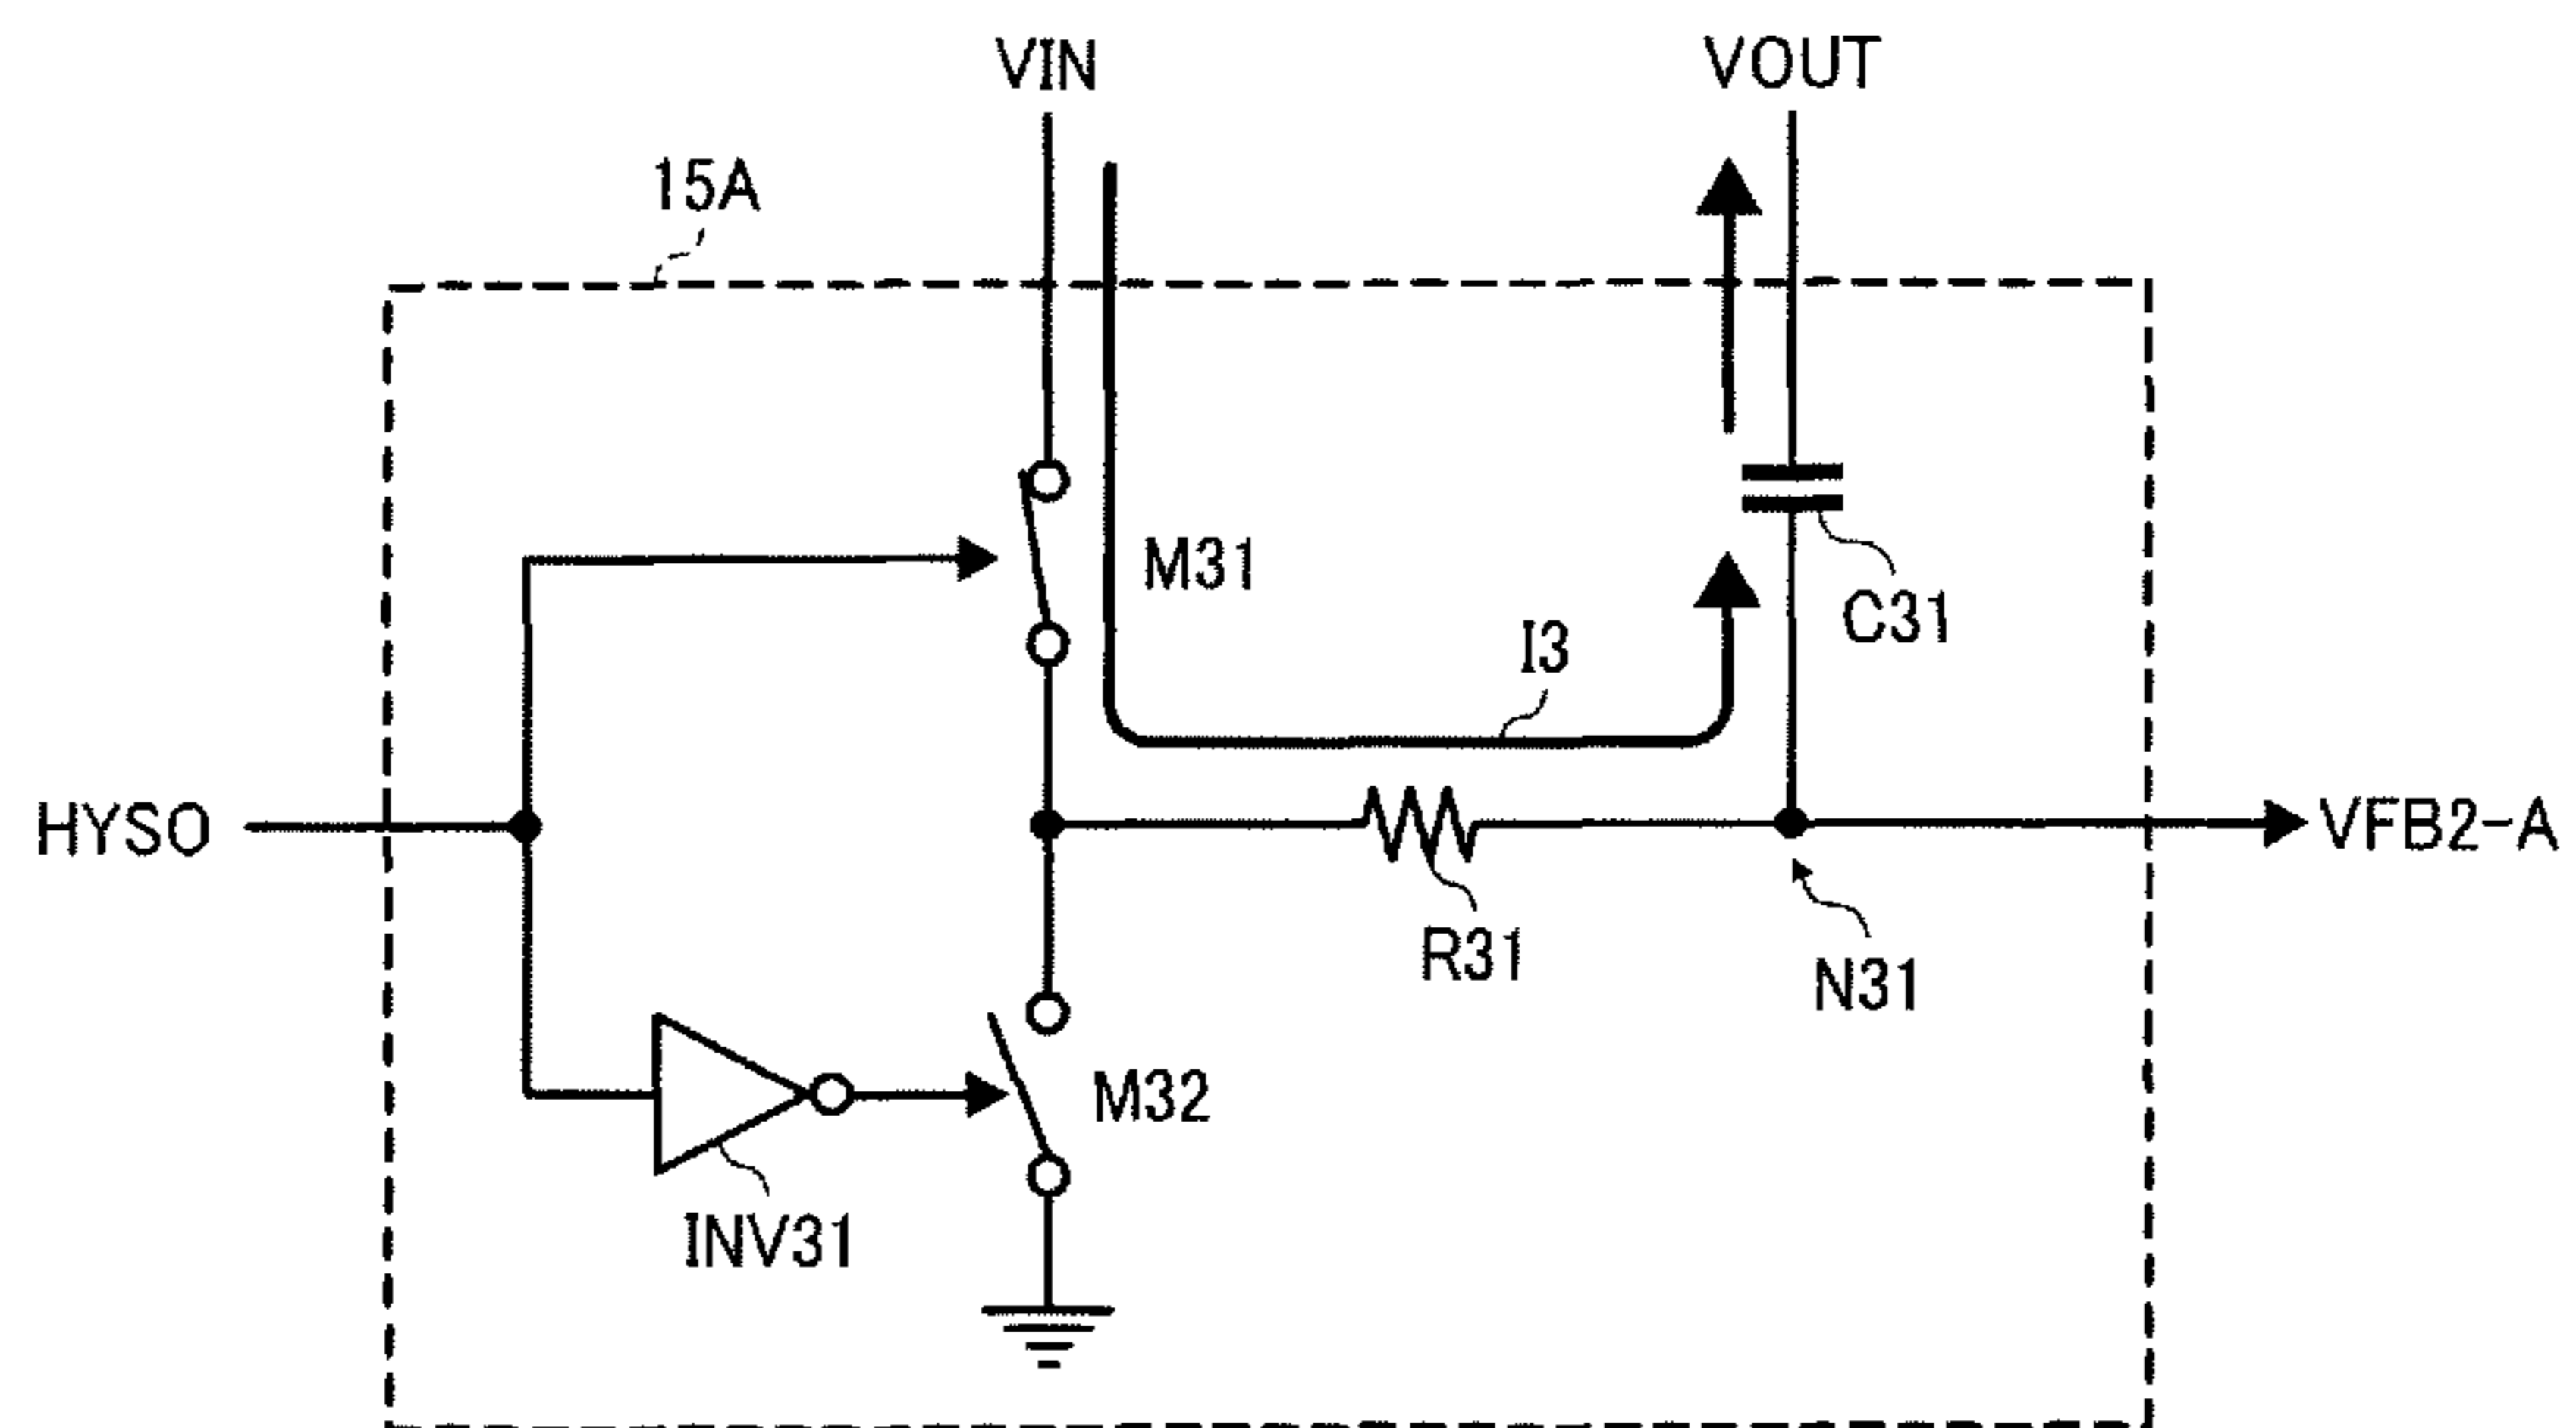 VIN
VOUT
15A
M31
C31
I3
HYSO
VFB2-A
R31
N31
M32
INV31